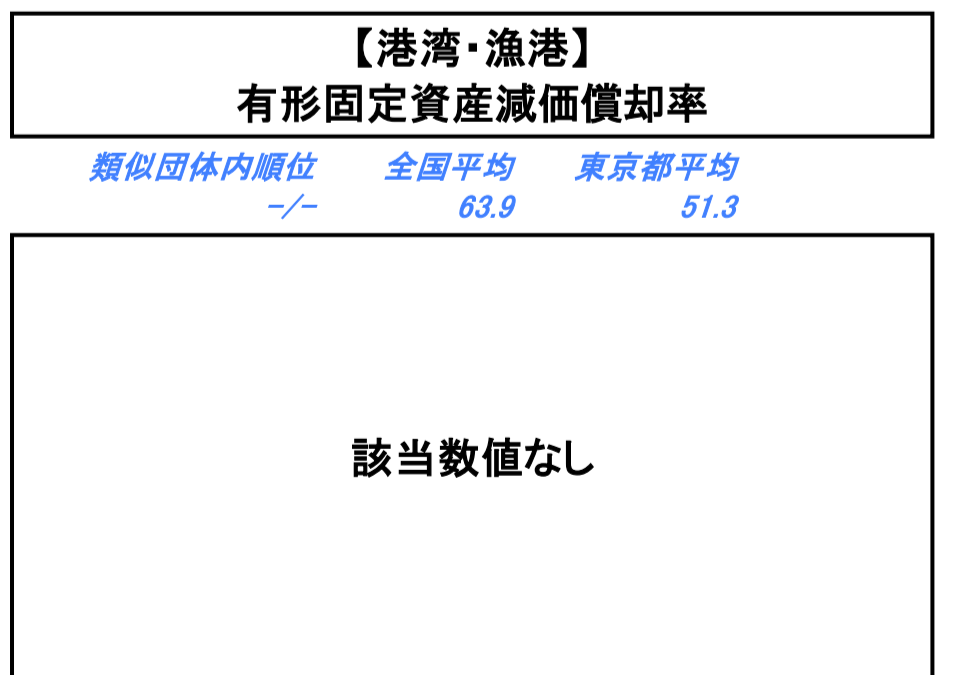 【港湾・漁港】
有形固定資産減価償却率
類似団体内順位 全国平均 東京都平均
-/- 63.9 51.3
該当数値なし